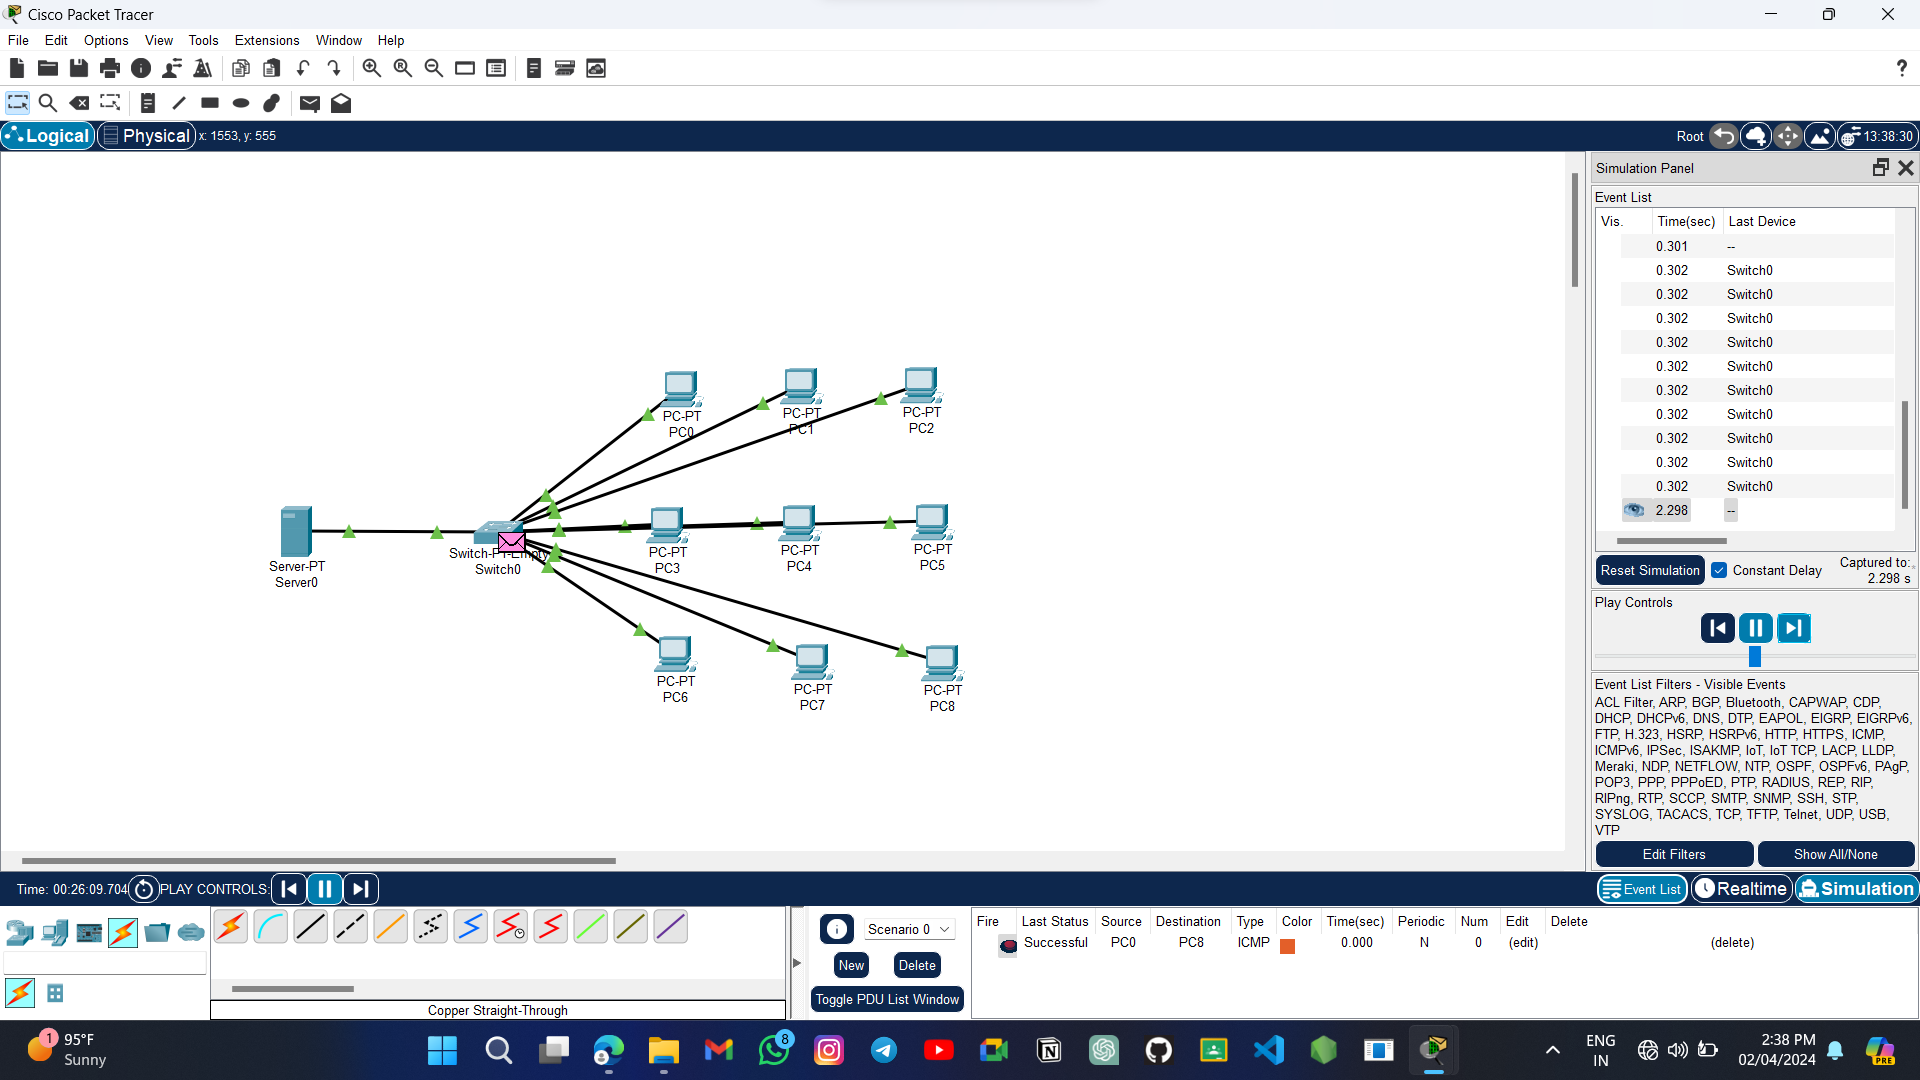 Cisco Packet Tracer
File Edit Options View Tools Extensions Window Help
?
Logical Physical x: 1553, y: 555
Root 13:38:30
Simulation Panel
Event List
Vis. Time(sec) Last Device
0.301 --
0.302 Switch0
0.302 Switch0
0.302 Switch0
0.302 Switch0
0.302 Switch0
0.302 Switch0
0.302 Switch0
0.302 Switch0
0.302 Switch0
0.302 Switch0
2.298 --
Reset Simulation Constant Delay Captured to:
2.298 s
Play Controls
Event List Filters - Visible Events
ACL Filter, ARP, BGP, Bluetooth, CAPWAP, CDP,
DHCP, DHCPv6, DNS, DTP, EAPOL, EIGRP, EIGRPv6,
FTP, H.323, HSRP, HSRPv6, HTTP, HTTPS, ICMP,
ICMPv6, IPSec, ISAKMP, IoT, IoT TCP, LACP, LLDP,
Meraki, NDP, NETFLOW, NTP, OSPF, OSPFv6, PAgP,
POP3, PPP, PPPoED, PTP, RADIUS, REP, RIP,
RIPng, RTP, SCCP, SMTP, SNMP, SSH, STP,
SYSLOG, TACACS, TCP, TFTP, Telnet, UDP, USB,
VTP
Edit Filters Show All/None
PC-PT
PC0
PC-PT
PC1
PC-PT
PC2
Server-PT
Server0
Switch-PT-Empty
Switch0
PC-PT
PC3
PC-PT
PC4
PC-PT
PC5
PC-PT
PC6
PC-PT
PC7
PC-PT
PC8
Time: 00:26:09.704 PLAY CONTROLS:
Event List Realtime Simulation
Scenario 0
New Delete
Toggle PDU List Window
Copper Straight-Through
Fire Last Status Source Destination Type Color Time(sec) Periodic Num Edit Delete
Successful PC0 PC8 ICMP 0.000 N 0 (edit) (delete)
1
95°F
Sunny
8
ENG
IN
2:38 PM
02/04/2024
PRE